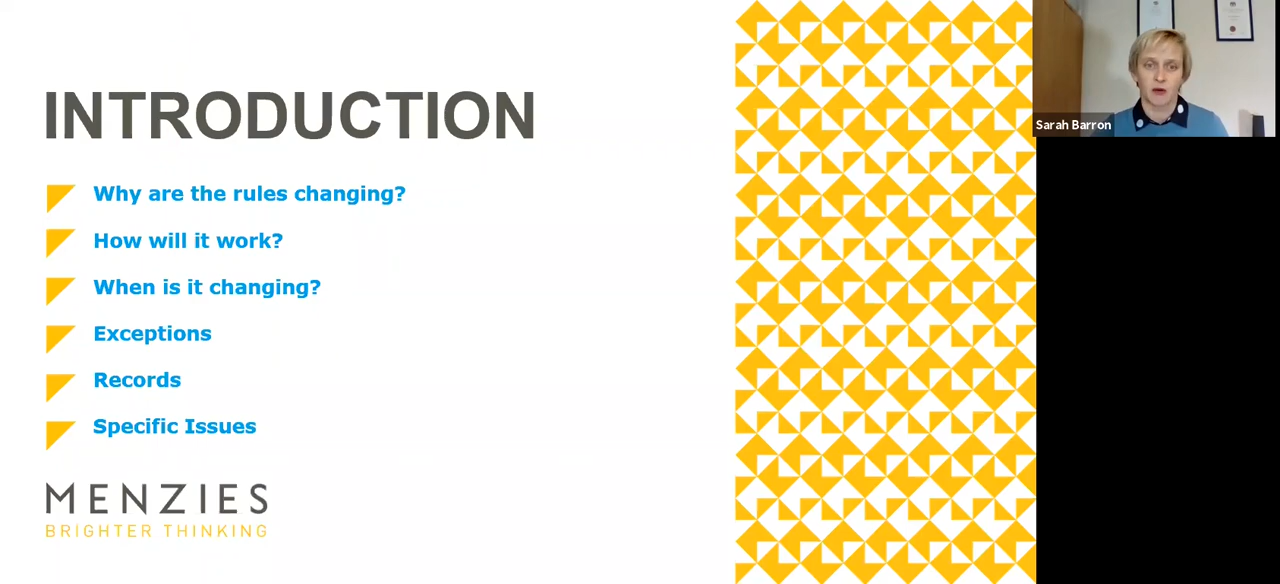 INTRODUCTION
Why are the rules changing?
How will it work?
When is it changing?
Exceptions
Records
Specific Issues
MENZIES
BRIGHTER THINKING
Sarah Barron